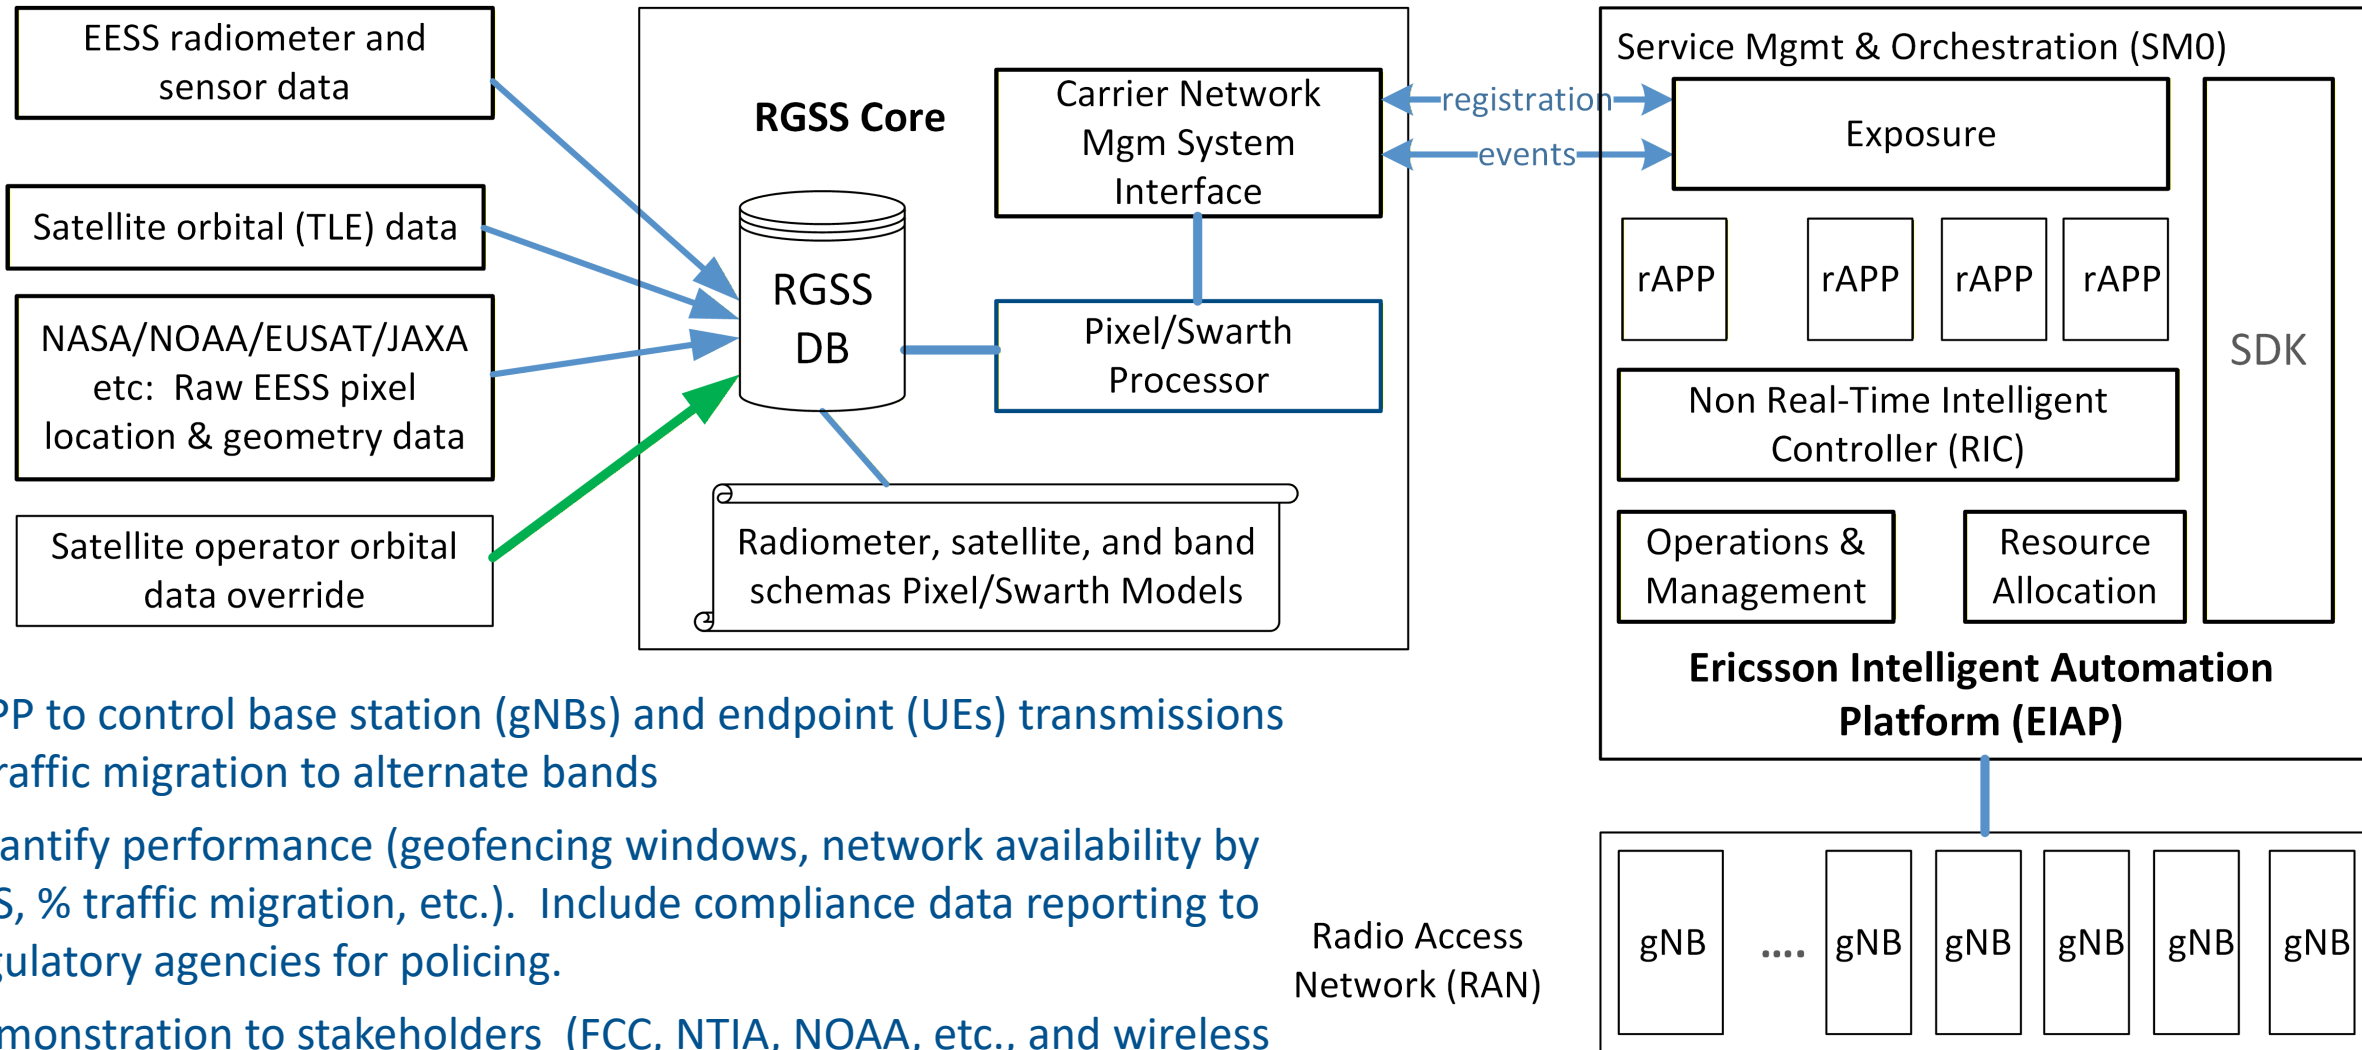 EESS radiometer and
sensor data
Satellite orbital (TLE) data
NASA/NOAA/EUSAT/JAXA
etc:  Raw EESS pixel
location & geometry data
Satellite operator orbital
data override
RGSS Core
RGSS
DB
Carrier Network
Mgm System
Interface
Pixel/Swarth
Processor
Radiometer, satellite, and band
schemas Pixel/Swarth Models
registration
events
Service Mgmt & Orchestration (SM0)
Exposure
rAPP
rAPP
rAPP
rAPP
SDK
Non Real-Time Intelligent
Controller (RIC)
Operations &
Management
Resource
Allocation
Ericsson Intelligent Automation
Platform (EIAP)
to control base station (gNBs) and endpoint (UEs) transmissions
migration to alternate bands
performance (geofencing windows, network availability by
% traffic migration, etc.).  Include compliance data reporting to
agencies for policing.
to stakeholders  (FCC, NTIA, NOAA, etc., and wireless
Radio Access
Network (RAN)
gNB
....
gNB
gNB
gNB
gNB
gNB